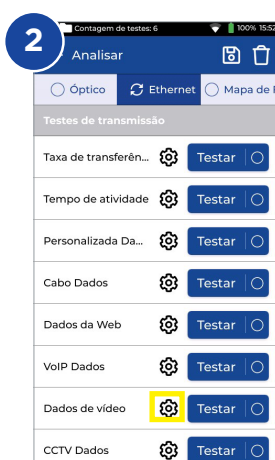 2
Contagem de testes: 6 100% 15:52
Analisar
Óptico Ethernet Mapa de
Testes de transmissão
Taxa de transferên... Testar
Tempo de atividade Testar
Personalizada Da... Testar
Cabo Dados Testar
Dados da Web Testar
VoIP Dados Testar
Dados de vídeo Testar
CCTV Dados Testar